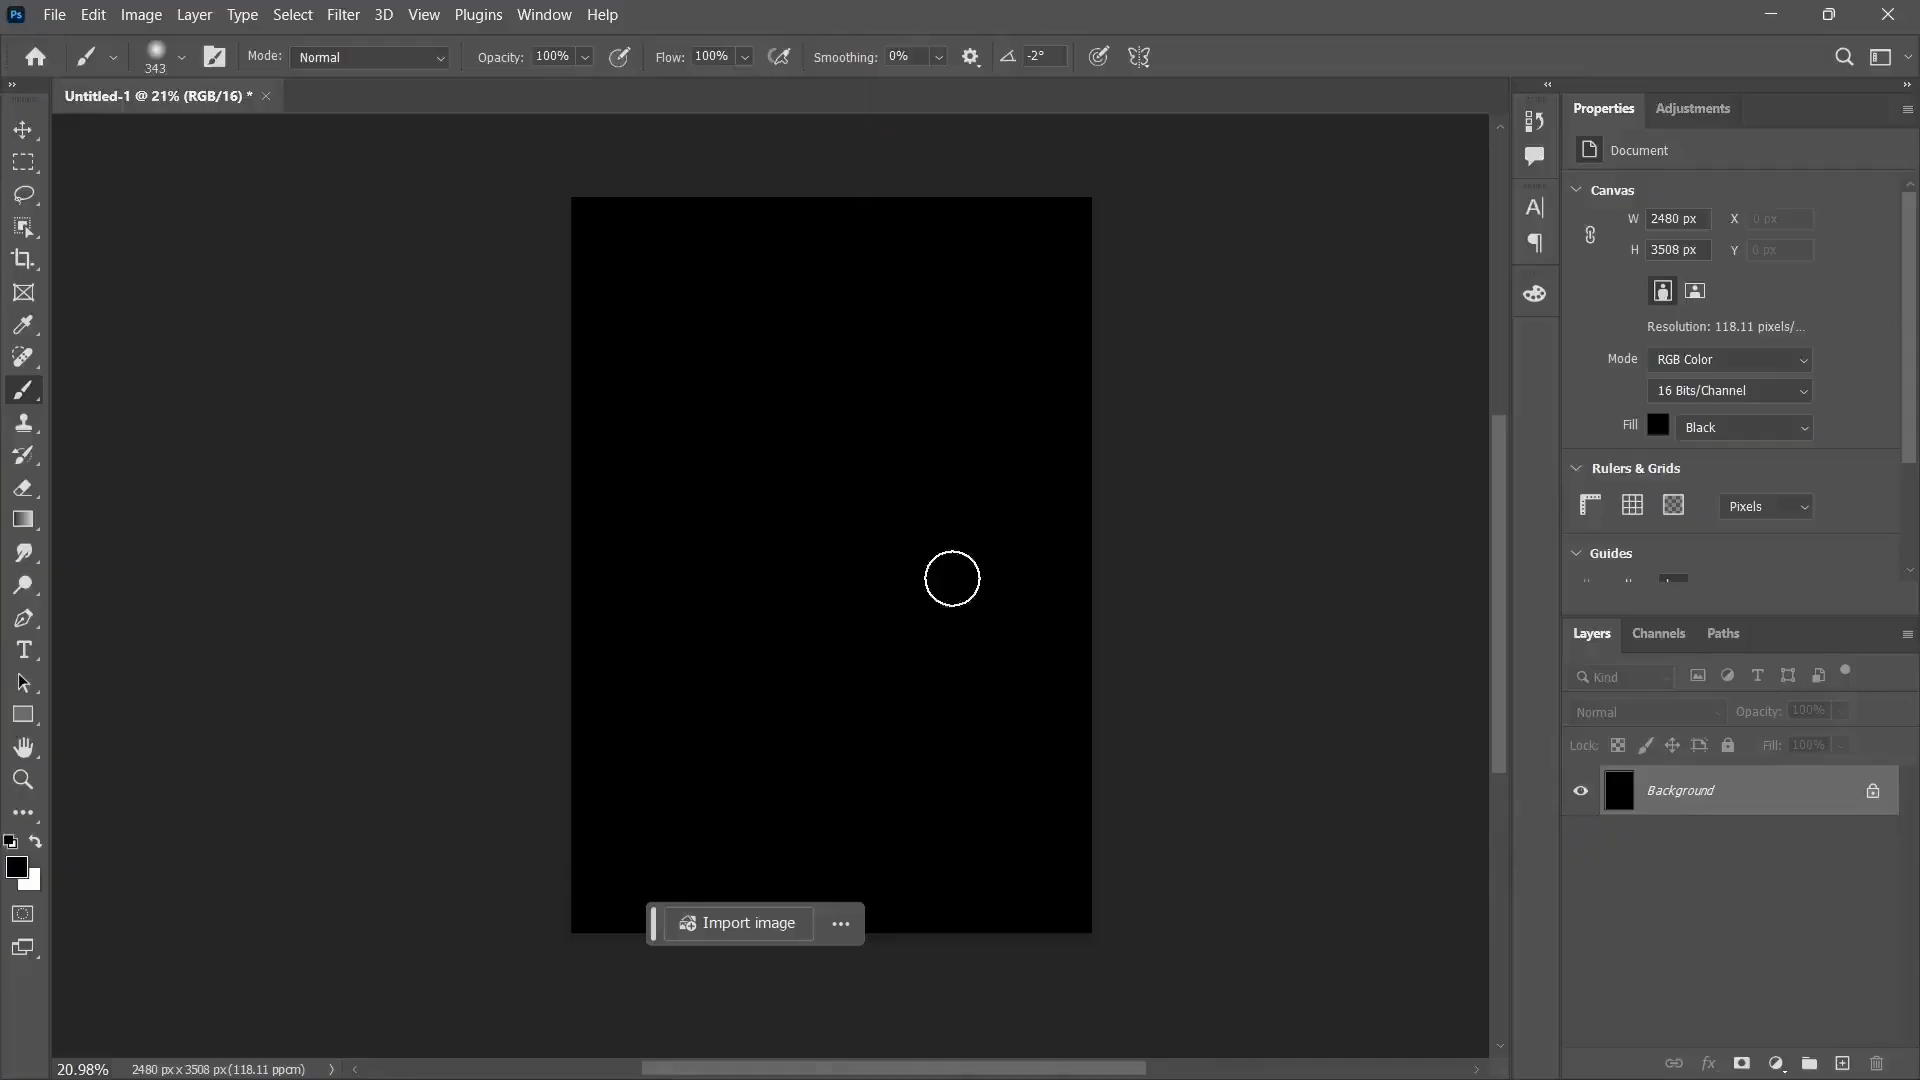 Ps File Edit Image Layer Type Select Filter 3D View Plugins Window Help
343 Mode: Normal Opacity: 100% Flow: 100% Smoothing: 0% -2°
Untitled-1 @ 21% (RGB/16) *
Properties Adjustments
Document
Canvas
W 2480 px X 0 px
H 3508 px Y 0 px
Resolution: 118.11 pixels/...
Mode RGB Color
16 Bits/Channel
Fill Black
Rulers & Grids
Pixels
Guides
Layers Channels Paths
Kind
Normal Opacity: 100%
Lock: Fill: 100%
Background
Import image
fx
20.98% 2480 px x 3508 px (118.11 ppcm)